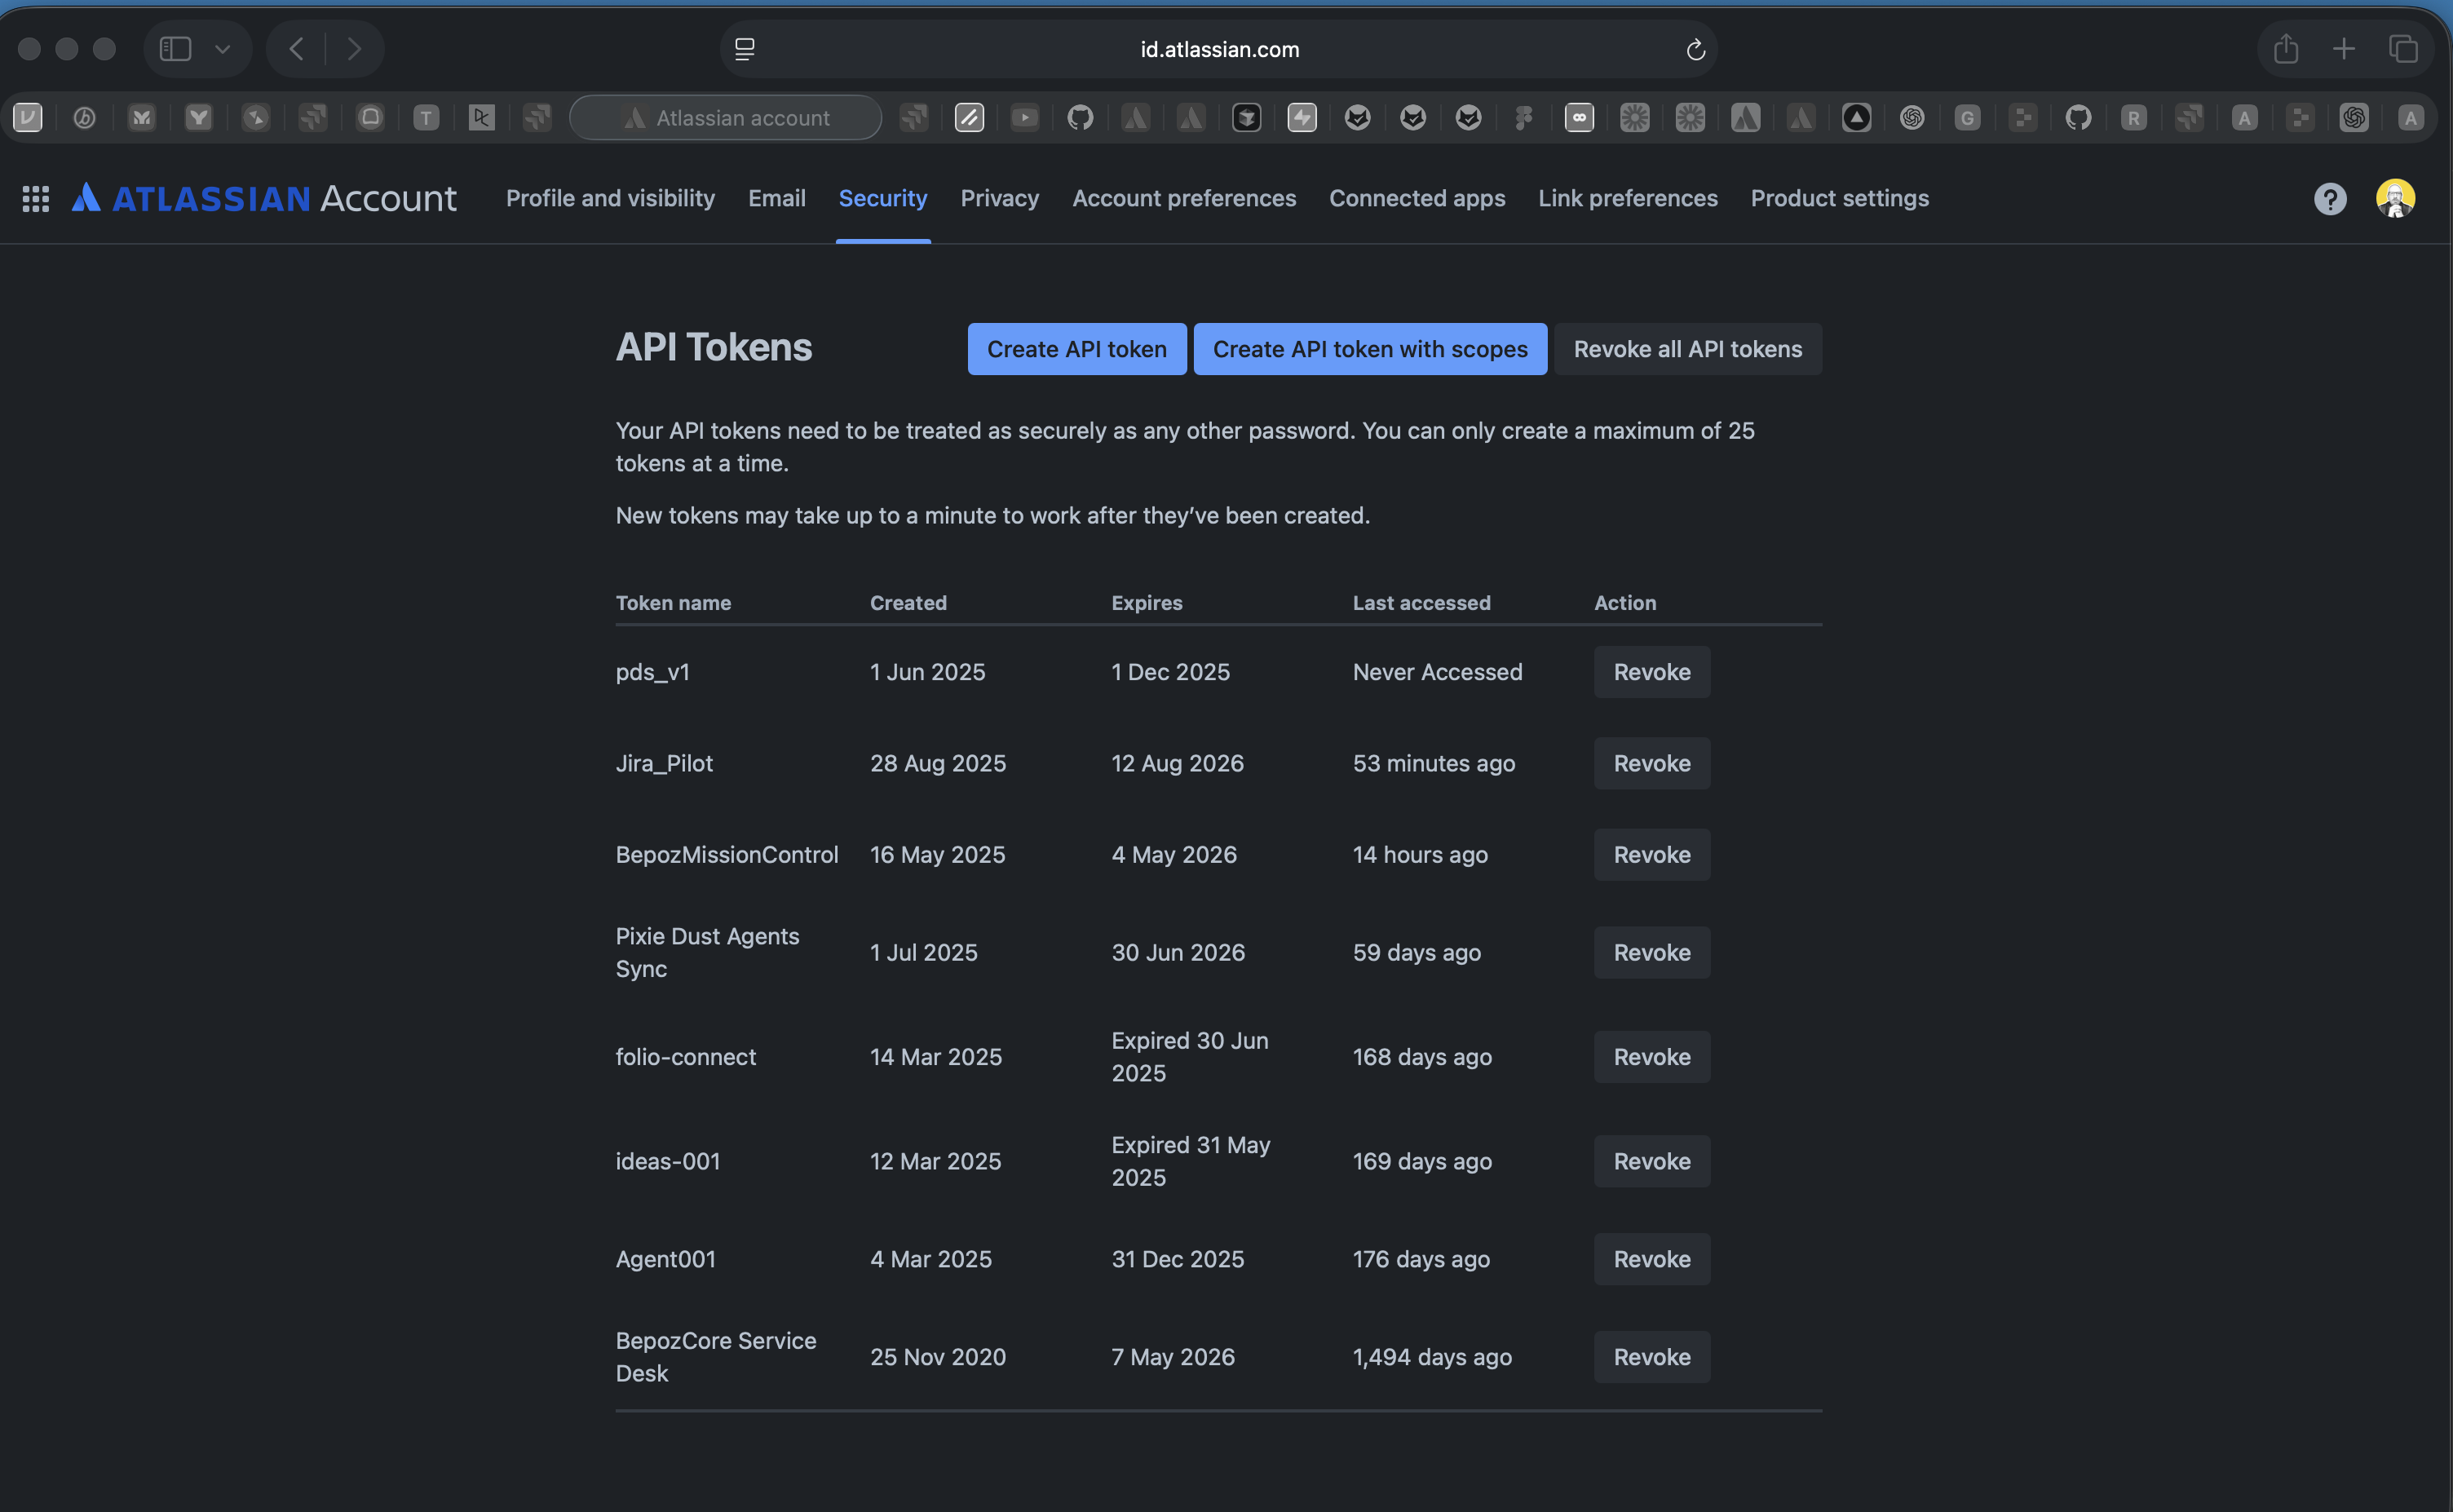 id.atlassian.com
T
Atlassian account
G
R
A
A
ATLASSIAN Account
Profile and visibility
Email
Security
Privacy
Account preferences
Connected apps
Link preferences
Product settings
?
API Tokens
Create API token
Create API token with scopes
Revoke all API tokens
Your API tokens need to be treated as securely as any other password. You can only create a maximum of 25
tokens at a time.
New tokens may take up to a minute to work after they’ve been created.
Token name Created Expires Last accessed Action
pds_v1 1 Jun 2025 1 Dec 2025 Never Accessed Revoke
Jira_Pilot 28 Aug 2025 12 Aug 2026 53 minutes ago Revoke
BepozMissionControl 16 May 2025 4 May 2026 14 hours ago Revoke
Pixie Dust Agents
Sync
1 Jul 2025 30 Jun 2026 59 days ago Revoke
folio-connect 14 Mar 2025
Expired 30 Jun
2025
168 days ago Revoke
ideas-001 12 Mar 2025
Expired 31 May
2025
169 days ago Revoke
Agent001 4 Mar 2025 31 Dec 2025 176 days ago Revoke
BepozCore Service
Desk
25 Nov 2020 7 May 2026 1,494 days ago Revoke